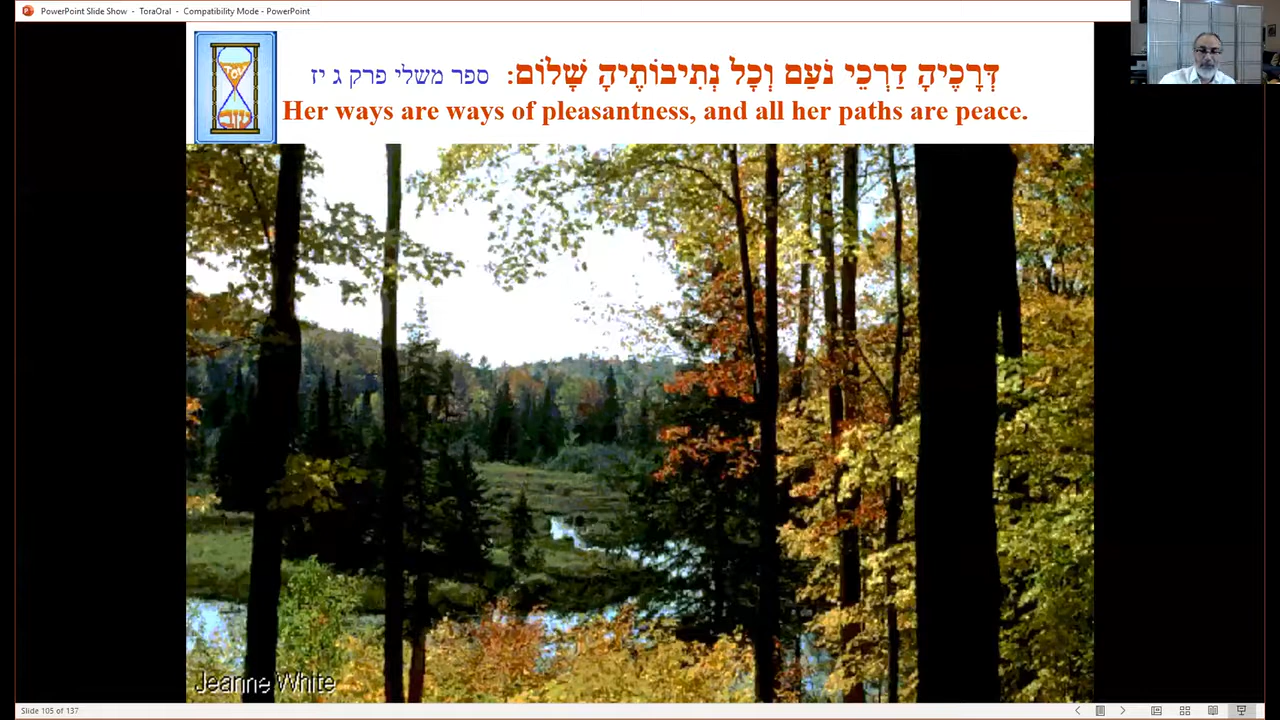 PowerPoint Slide Show - ToraOral - Compatibility Mode - PowerPoint
דְּרָכֶיהָ דַרְכֵי נֹעַם וְכָל נְתִיבוֹתֶיהָ שָׁלוֹם: ספר משלי פרק ג יז
Her ways are ways of pleasantness, and all her paths are peace.
Jeanne White
Slide 105 of 137